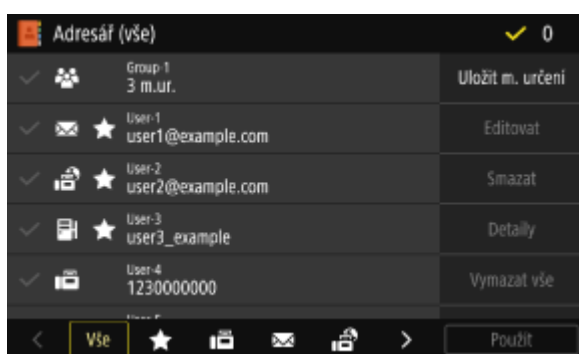 Adresář (vše)
0
Group-1
3 m.ur.
Uložit m. určení
User-1
user1@example.com
Editovat
User-2
user2@example.com
Smazat
User-3
user3_example
Detaily
User-4
1230000000
Vymazat vše
Vše
Použít